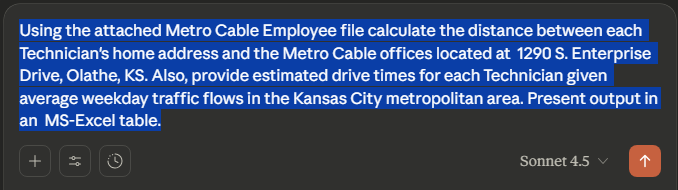 Using the attached Metro Cable Employee file calculate the distance between each
Technician's home address and the Metro Cable offices located at  1290 S. Enterprise
Drive, Olathe, KS. Also, provide estimated drive times for each Technician given
average weekday traffic flows in the Kansas City metropolitan area. Present output in
an  MS-Excel table.
Sonnet 4.5